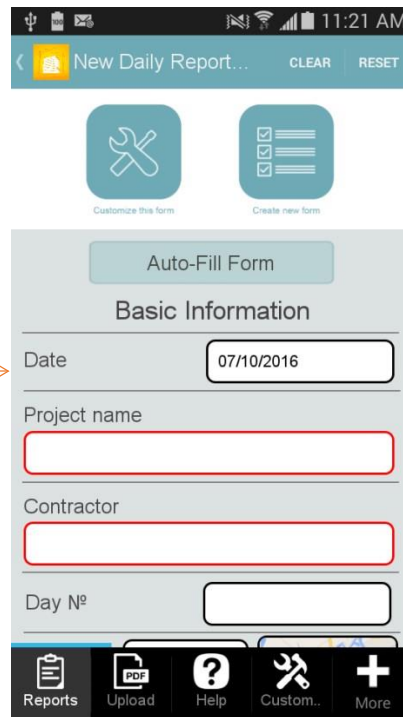 100
11:21 AM
New Daily Report...
CLEAR
RESET
Customize this form
Create new form
Auto-Fill Form
Basic Information
Date
07/10/2016
Project name
Contractor
Day Nº
PDF
Reports
Upload
?
Help
Custom..
More